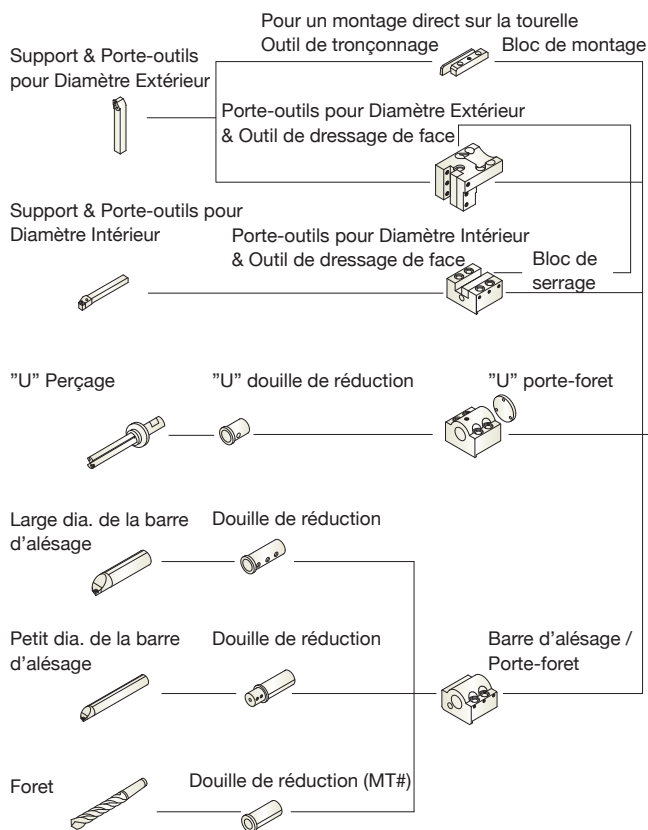 Pour un montage direct sur la tourelle
Outil de tronçonnage
Bloc de montage
Support & Porte-outils
pour Diamètre Extérieur
Porte-outils pour Diamètre Extérieur
& Outil de dressage de face
Support & Porte-outils pour
Diamètre Intérieur
Porte-outils pour Diamètre Intérieur
& Outil de dressage de face
Bloc de
serrage
"U" Perçage
"U" douille de réduction
"U" porte-foret
Large dia. de la barre
d'alésage
Douille de réduction
Petit dia. de la barre
d'alésage
Douille de réduction
Barre d'alésage /
Porte-foret
Foret
Douille de réduction (MT#)